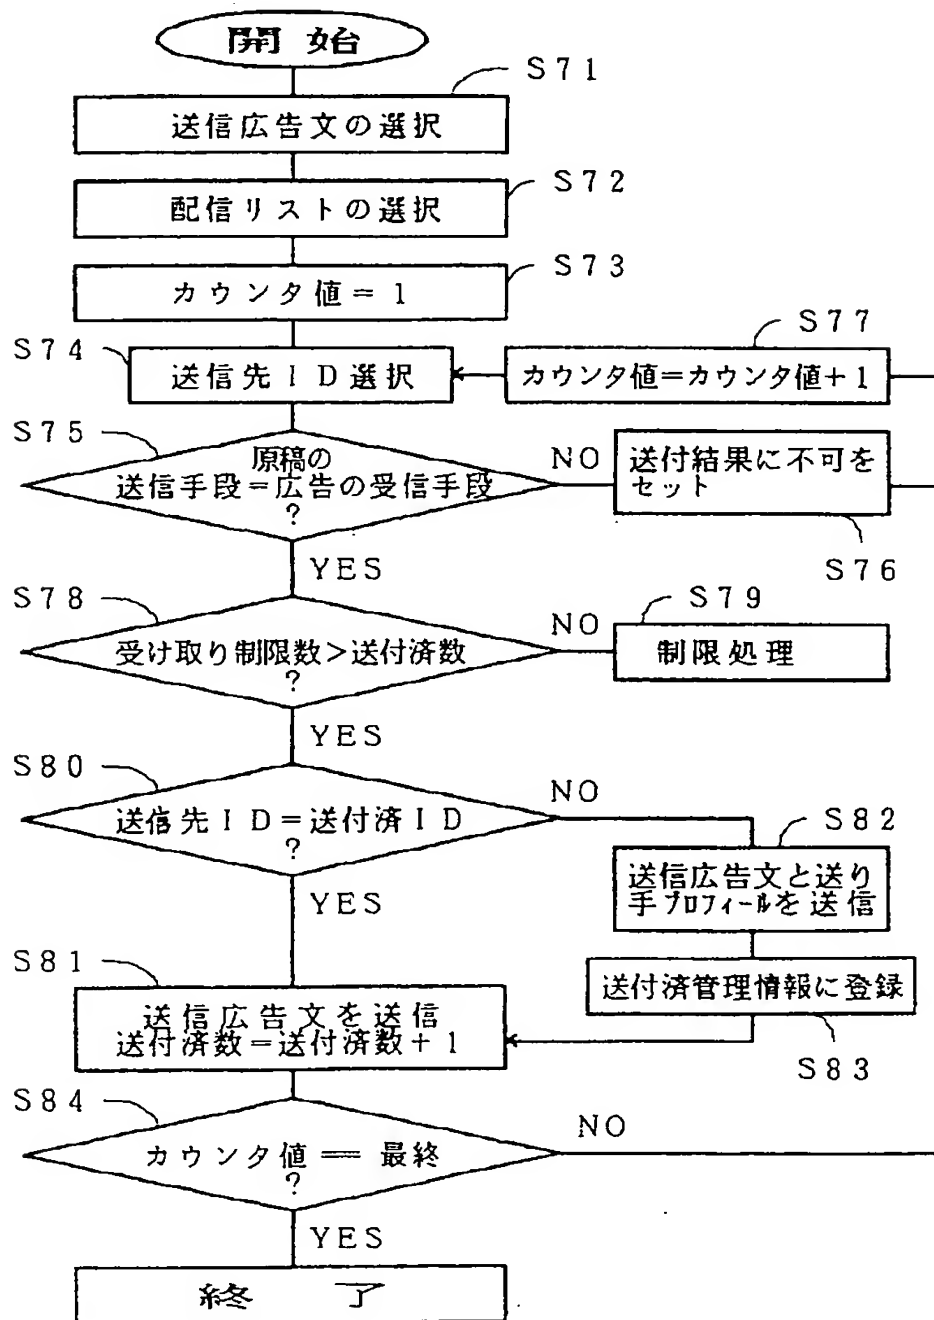 開 始
S71
送信広告文の選択
S72
配信リストの選択
S73
カウンタ値=1
S74
送信先ID選択
S77
カウンタ値=カウンタ値+1
S75
原稿の
送信手段=広告の受信手段
?
NO
送付結果に不可を
セット
S76
YES
S78
受け取り制限数>送付済数
?
NO
S79
制限処理
YES
S80
送信先ID=送付済ID
?
NO
S82
送信広告文と送り
手プロフィールを送信
YES
S81
送信広告文を送信
送付済数=送付済数+1
送付済管理情報に登録
S83
S84
カウンタ値==最終
?
NO
YES
終 了